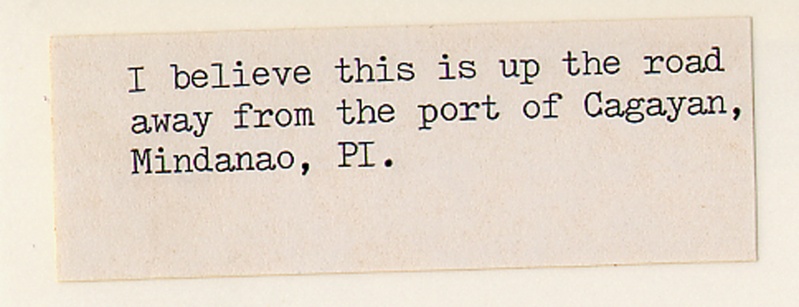 I believe this is up the road
away from the port of Cagayan,
Mindanao, PI.